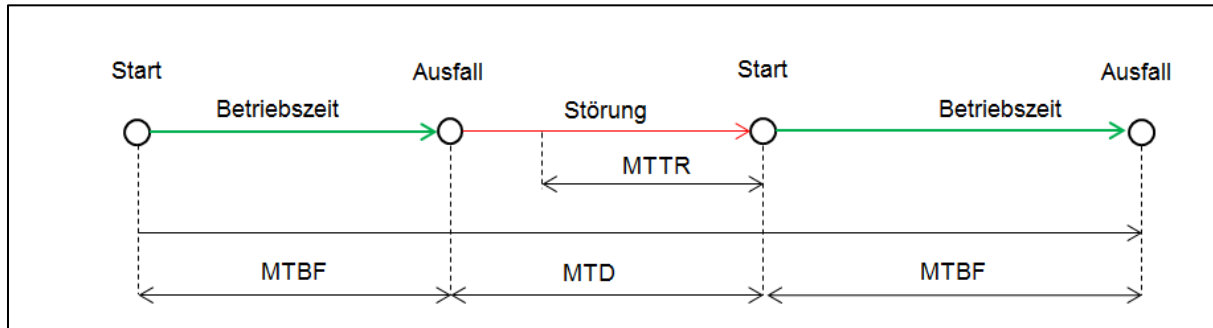 Start Ausfall Start Ausfall
Betriebszeit Störung Betriebszeit
MTTR
MTBF MTD MTBF